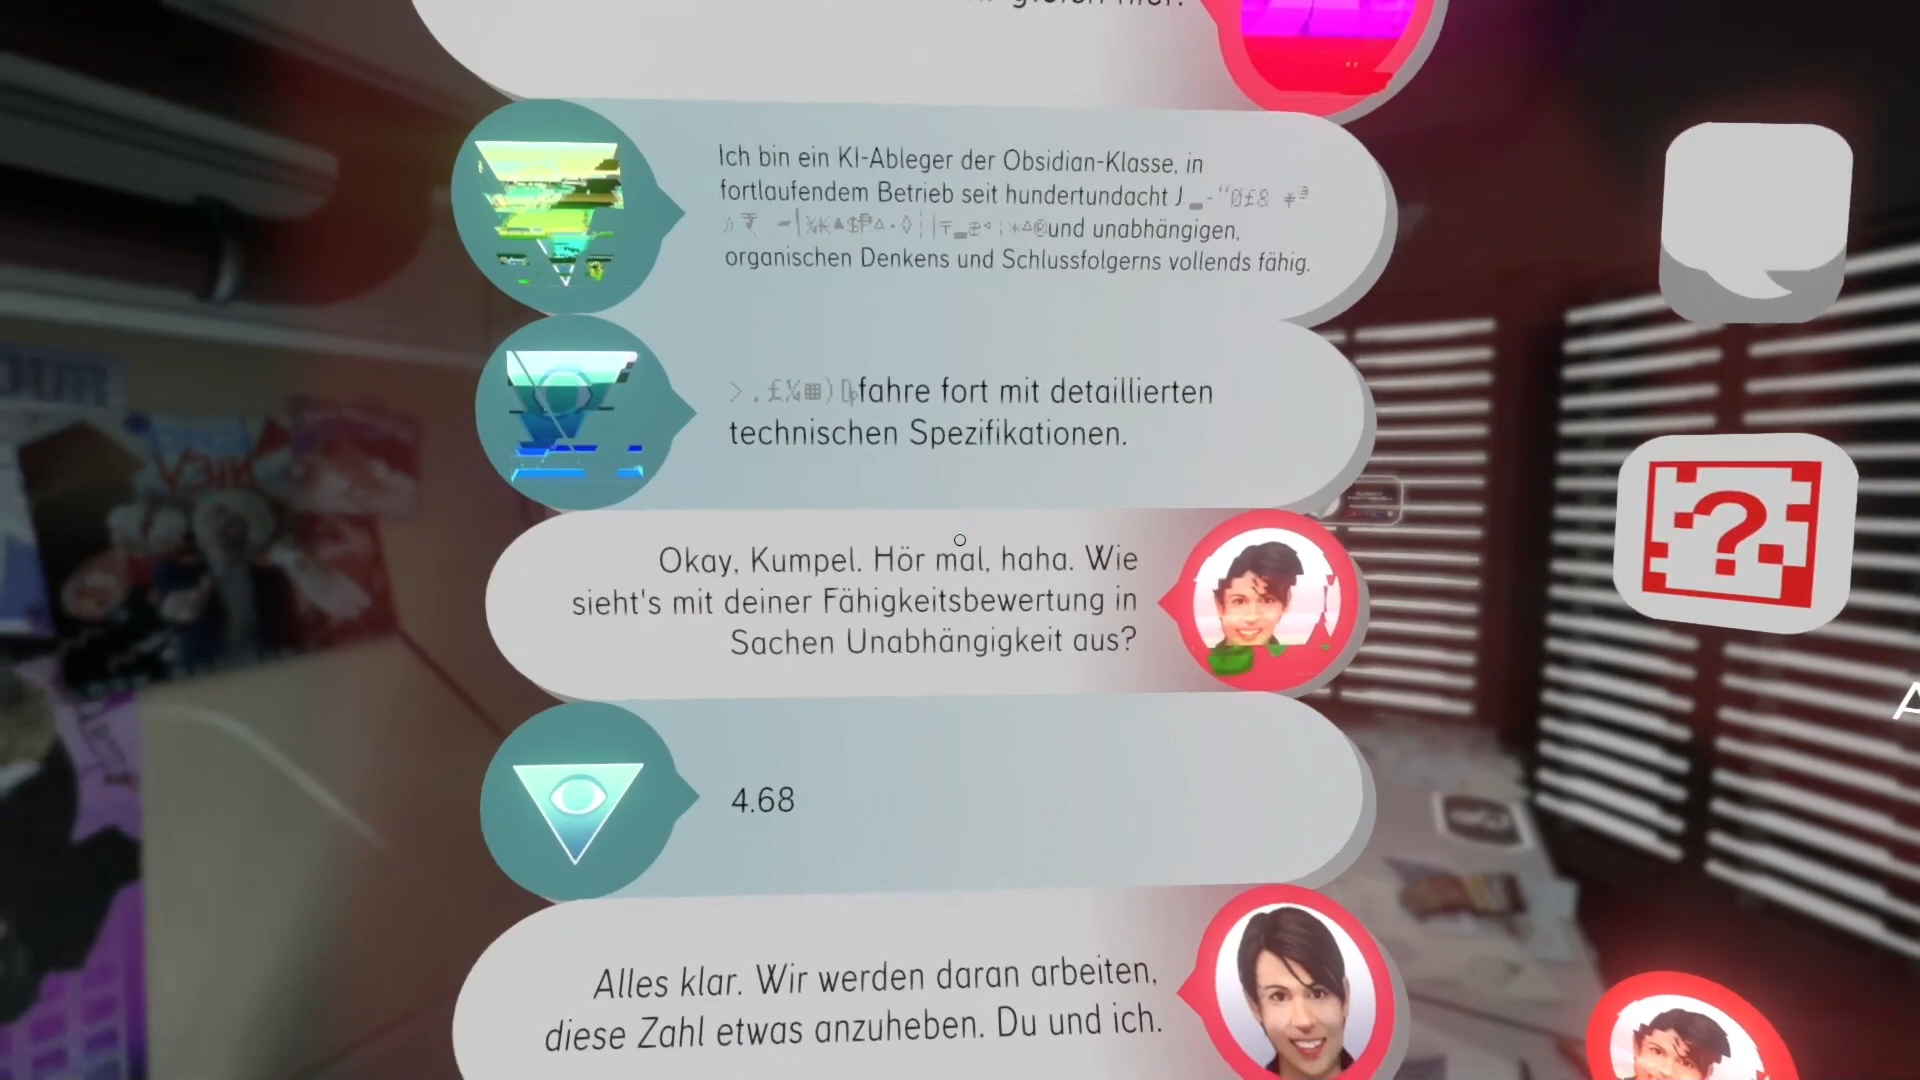 Ich bin ein KI-Ableger der Obsidian-Klasse, in
fortlaufendem Betrieb seit hundertundacht J
und unabhängigen,
organischen Denkens und Schlussfolgerns vollends fähig.
fahre fort mit detaillierten
technischen Spezifikationen.
Okay, Kumpel. Hör mal, haha. Wie
sieht's mit deiner Fähigkeitsbewertung in
Sachen Unabhängigkeit aus?
4.68
Alles klar. Wir werden daran arbeiten,
diese Zahl etwas anzuheben. Du und ich.
?